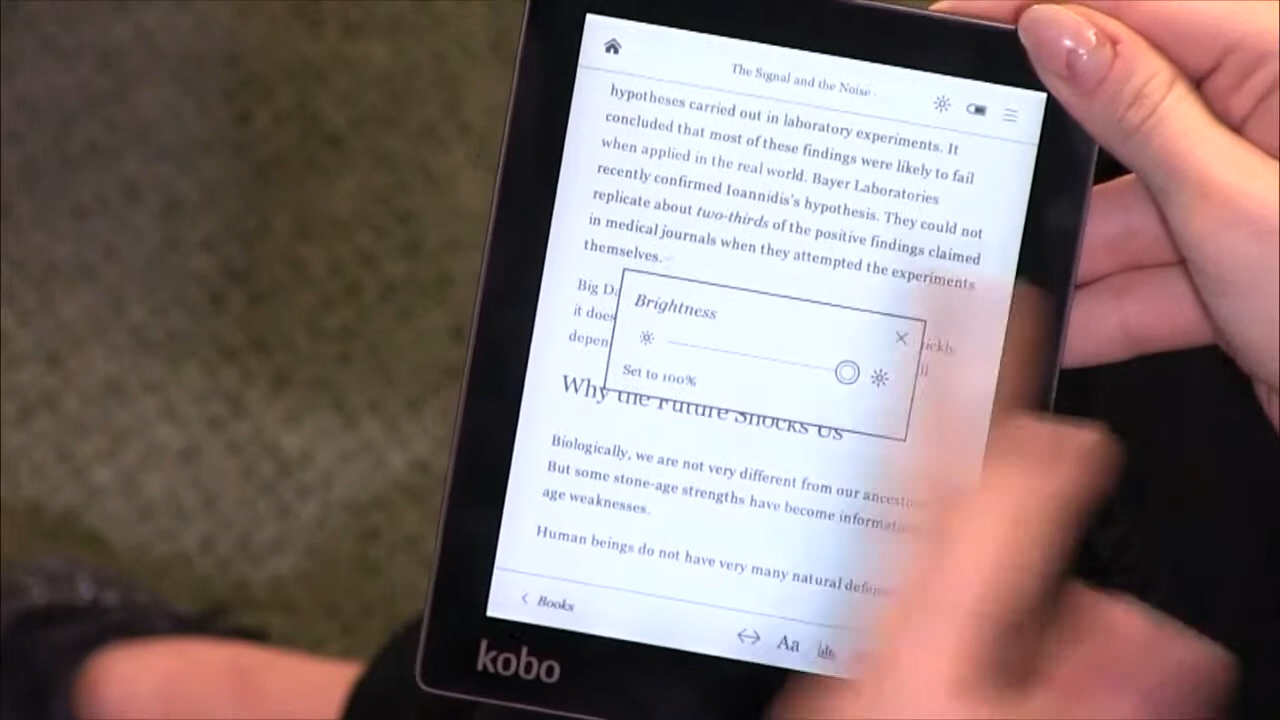 The Signal and the Noise
hypotheses carried out in laboratory experiments. It
concluded that most of these findings were likely to fail
when applied in the real world. Bayer Laboratories
recently confirmed Ioannidis's hypothesis. They could not
replicate about two-thirds of the positive findings claimed
in medical journals when they attempted the experiments
themselves.
Big
it does
Brightness
Set to 100%
Why the Future Shocks Us
Biologically, we are not very different from our
But some stone-age strengths have become
age weaknesses.
Human beings do not have very many natural
Books
Aa
kobo